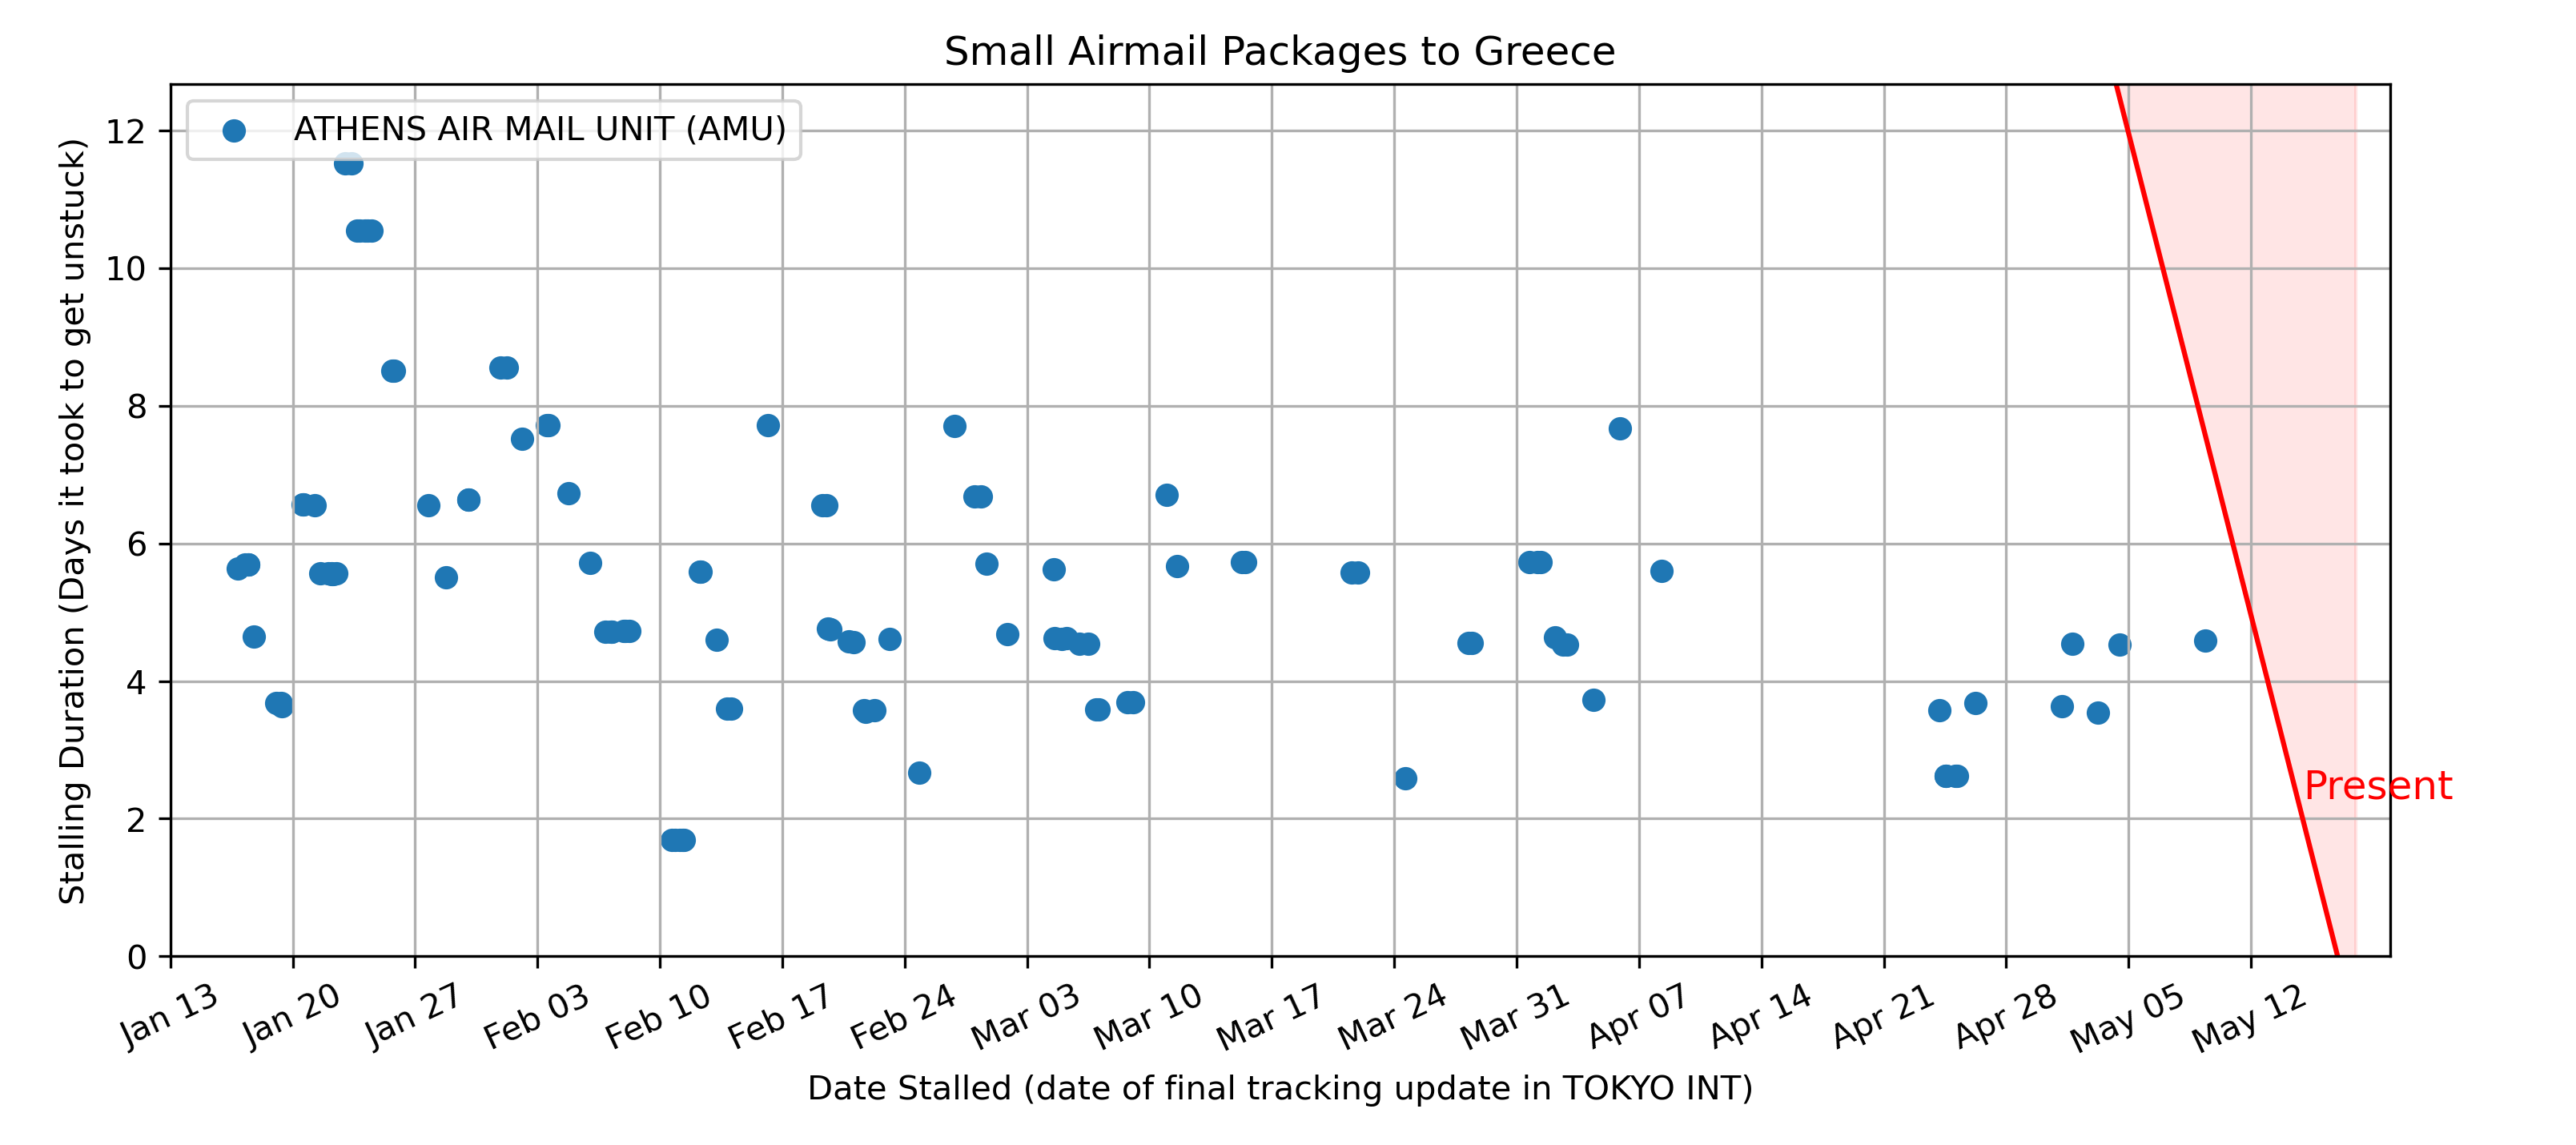 Small Airmail Packages to Greece
ATHENS AIR MAIL UNIT (AMU)
Stalling Duration (Days it took to get unstuck)
12
10
8
6
4
2
0
Present
Jan 13
Jan 20
Jan 27
Feb 03
Feb 10
Feb 17
Feb 24
Mar 03
Mar 10
Mar 17
Mar 24
Mar 31
Apr 07
Apr 14
Apr 21
Apr 28
May 05
May 12
Date Stalled (date of final tracking update in TOKYO INT)